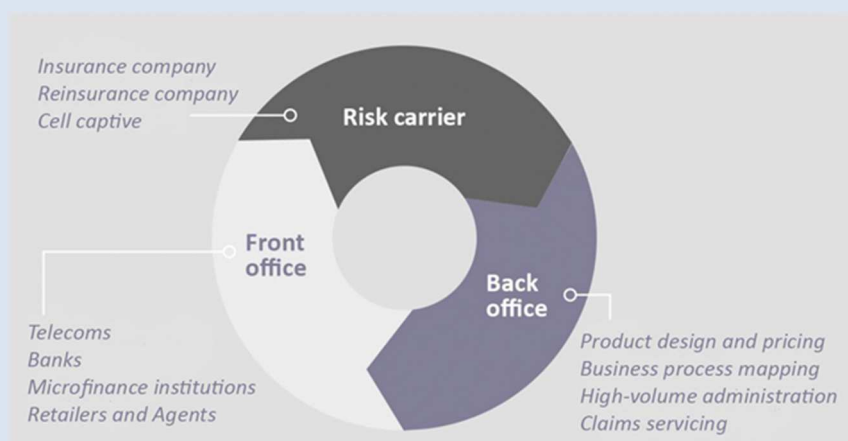 Insurance company
Reinsurance company
Cell captive
Risk carrier
Front
office
Back
office
Telecoms
Banks
Microfinance institutions
Retailers and Agents
Product design and pricing
Business process mapping
High-volume administration
Claims servicing